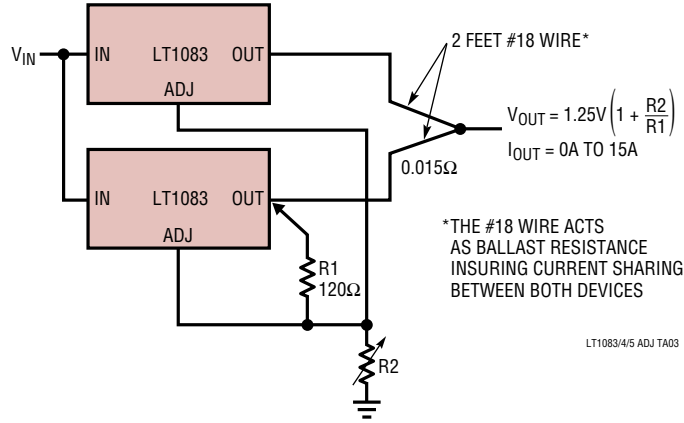 V_IN
IN LT1083 OUT
ADJ
2 FEET #18 WIRE*
V_OUT = 1.25V (1 + R2/R1)
I_OUT = 0A TO 15A
0.015Ω
IN LT1083 OUT
ADJ
R1
120Ω
*THE #18 WIRE ACTS
AS BALLAST RESISTANCE
INSURING CURRENT SHARING
BETWEEN BOTH DEVICES
LT1083/4/5 ADJ TA03
R2